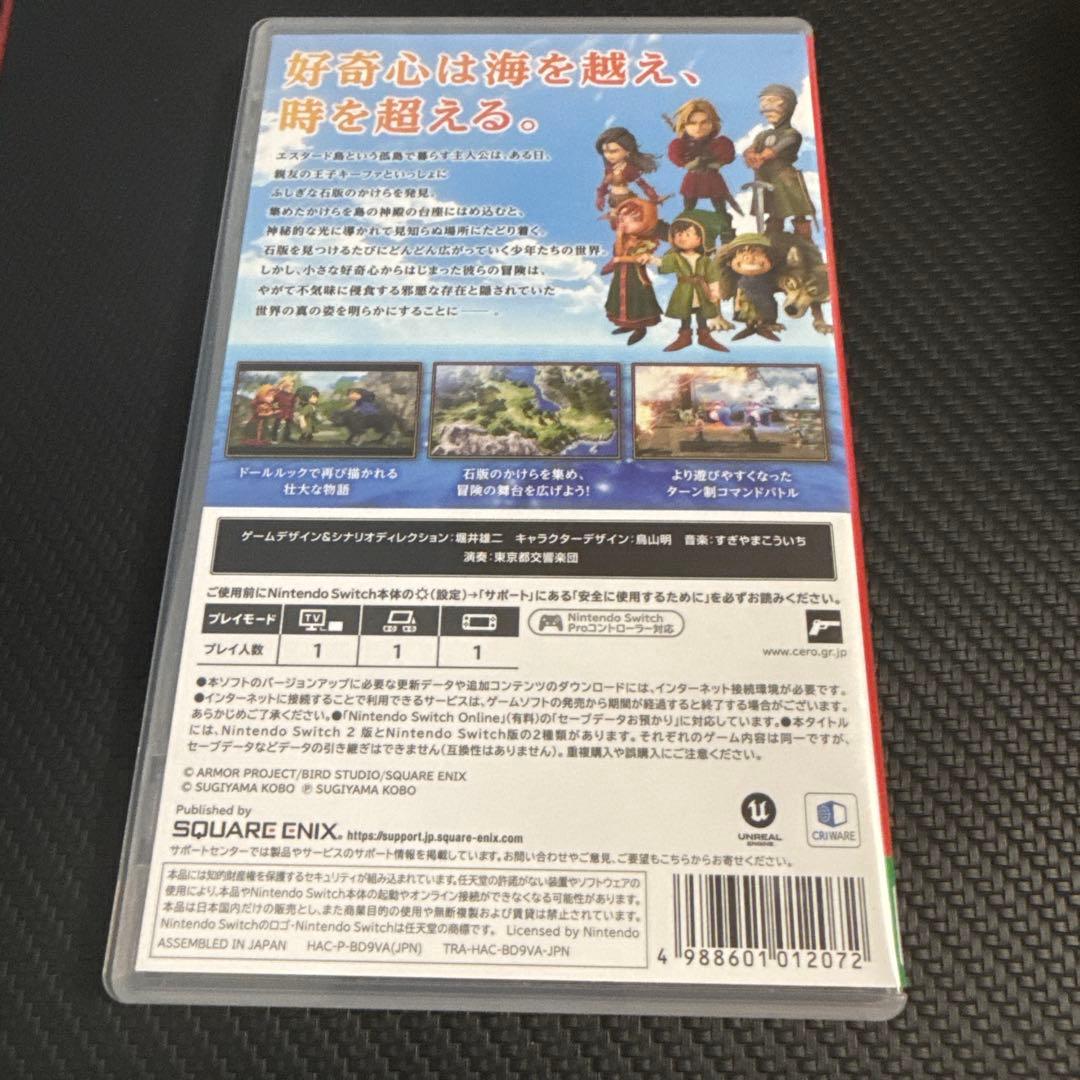 好奇心は海を越え、
時を超える。
エスタード島という孤島で暮らす主人公は、ある日、
親友の王子キーファといっしょに
ふしぎな石版のかけらを発見。
集めたかけらを島の神殿の台座にはめ込むと、
神秘的な光に導かれて見知らぬ場所にたどり着く。
石版を見つけるたびにどんどん広がっていく少年たちの世界。
しかし、小さな好奇心からはじまった彼らの冒険は、
やがて不気味に侵食する邪悪な存在と隠されていた
世界の真の姿を明らかにすることに――。
ドールルックで再び描かれる
壮大な物語
石版のかけらを集め、
冒険の舞台を広げよう!
より遊びやすくなった
ターン制コマンドバトル
ゲームデザイン&シナリオディレクション:堀井雄二 キャラクターデザイン:鳥山明 音楽:すぎやまこういち
演奏:東京都交響楽団
ご使用前にNintendo Switch本体の(設定)→「サポート」にある「安全に使用するために」を必ずお読みください。
プレイモード TV
Nintendo Switch
Proコントローラー対応
プレイ人数 1 1 1
www.cero.gr.jp
●本ソフトのバージョンアップに必要な更新データや追加コンテンツのダウンロードには、インターネット接続環境が必要です。
●インターネットに接続することで利用できるサービスは、ゲームソフトの発売から期間が経過すると終了する場合がございます。
あらかじめご了承ください。●「Nintendo Switch Online」(有料)の「セーブデータお預かり」に対応しています。●本タイトル
には、Nintendo Switch 2 版とNintendo Switch版の2種類があります。それぞれのゲーム内容は同一ですが、
セーブデータなどデータの引き継ぎはできません(互換性はありません)。重複購入や誤購入にご注意ください。
© ARMOR PROJECT/BIRD STUDIO/SQUARE ENIX
© SUGIYAMA KOBO ℗ SUGIYAMA KOBO
Published by
SQUARE ENIX. https://support.jp.square-enix.com
UNREAL
ENGINE
CRIWARE
サポートセンターでは製品やサービスのサポート情報を掲載しています。お問い合わせやご意見、ご要望もこちらからお寄せください。
本品には知的財産権を保護するセキュリティが組み込まれています。任天堂の許諾がない装置やソフトウェアの
使用により、本品やNintendo Switch本体の起動やオンライン接続ができなくなる可能性があります。
本品は日本国内だけの販売とし、また商業目的の使用や無断複製および賃貸は禁止されています。
Nintendo Switchのロゴ・Nintendo Switchは任天堂の商標です。 Licensed by Nintendo
ASSEMBLED IN JAPAN HAC-P-BD9VA(JPN) TRA-HAC-BD9VA-JPN
4 988601 012072